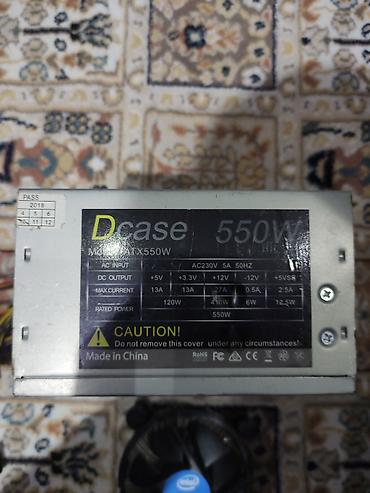 PASS
2018
4 5 6
11 12
Dcase 550W
ATX550W
AC INPUT AC230V 5A 50HZ
DC OUTPUT +5V +3.3V +12V -12V +5VSB
MAX.CURRENT 13A 13A 27A 0.5A 2.5A
RATED POWER 120W 6W 12.5W
550W
CAUTION!
Do not remove this cover under any circumstances!
Made in China RoHS
intel